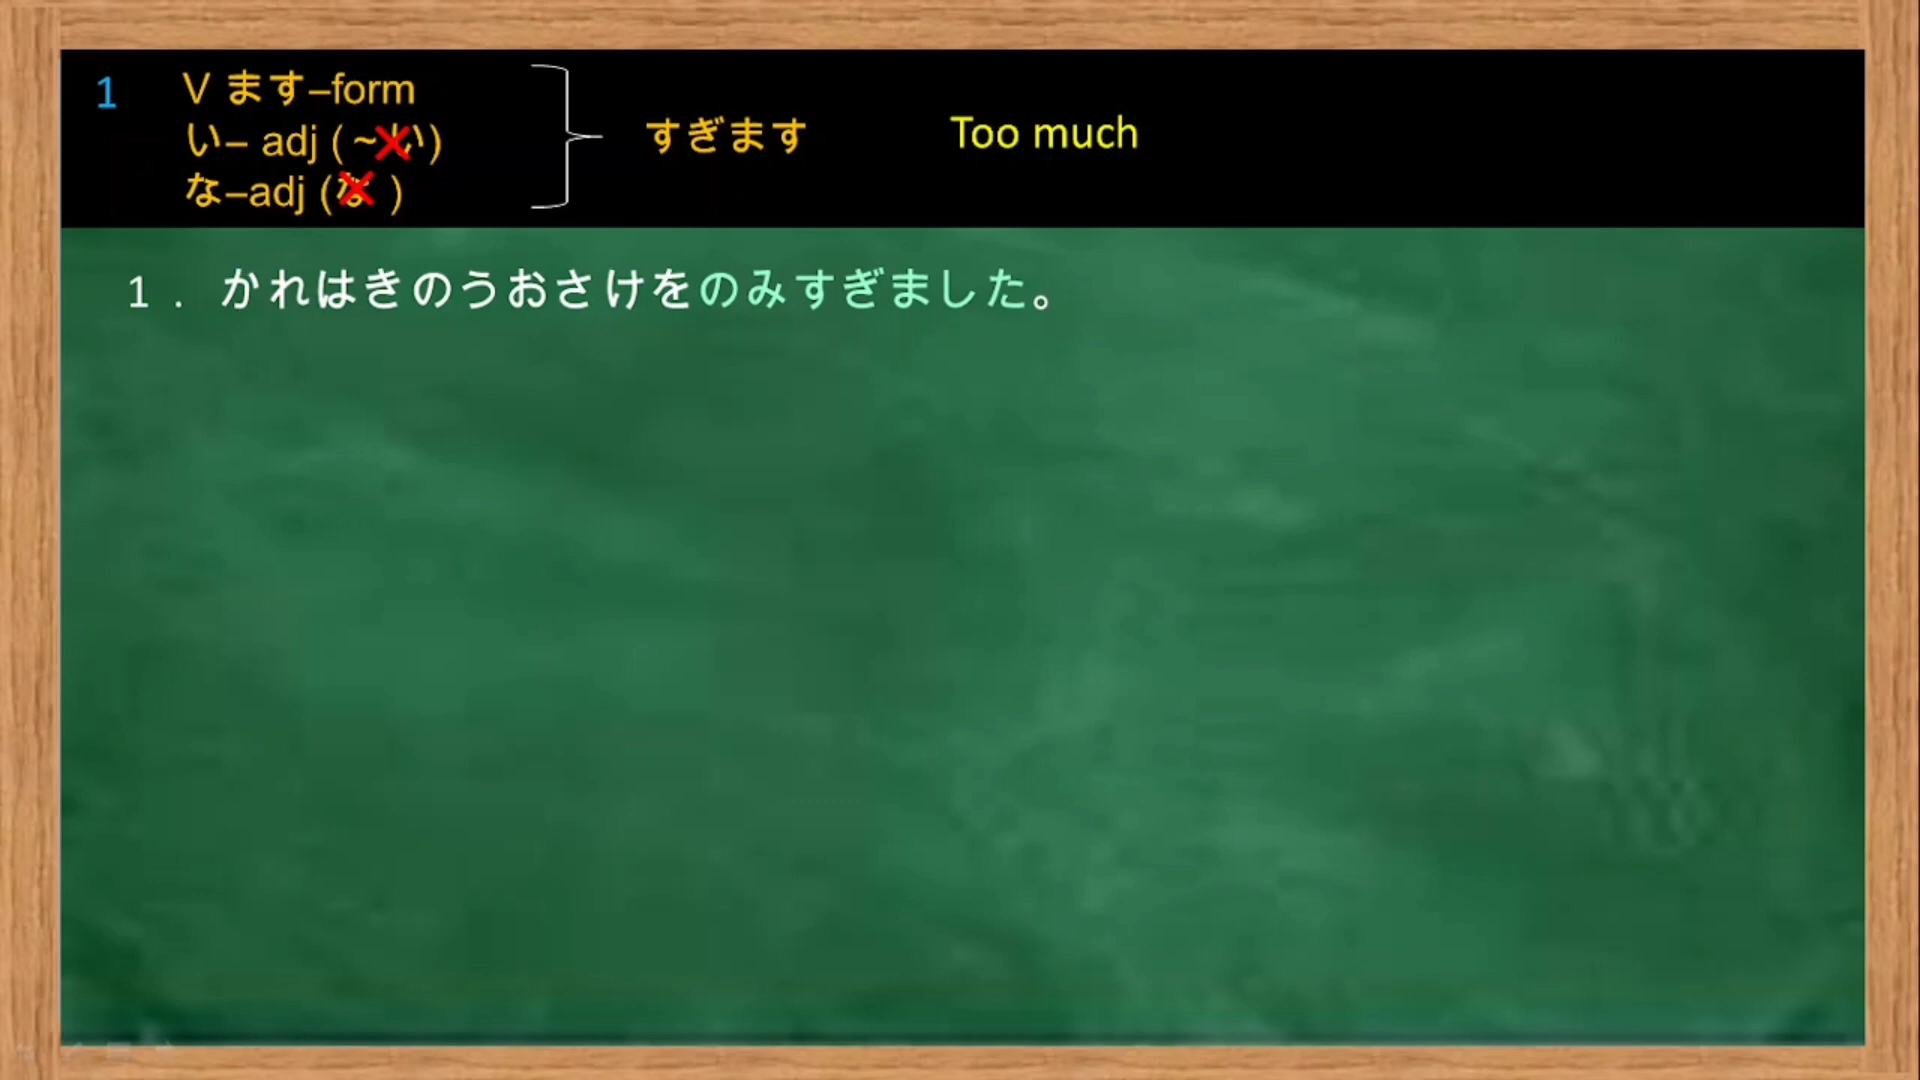 1 V ます–form
い– adj ( ~い)
な–adj (な )
すぎます
Too much
1．かれはきのうおさけをのみすぎました。